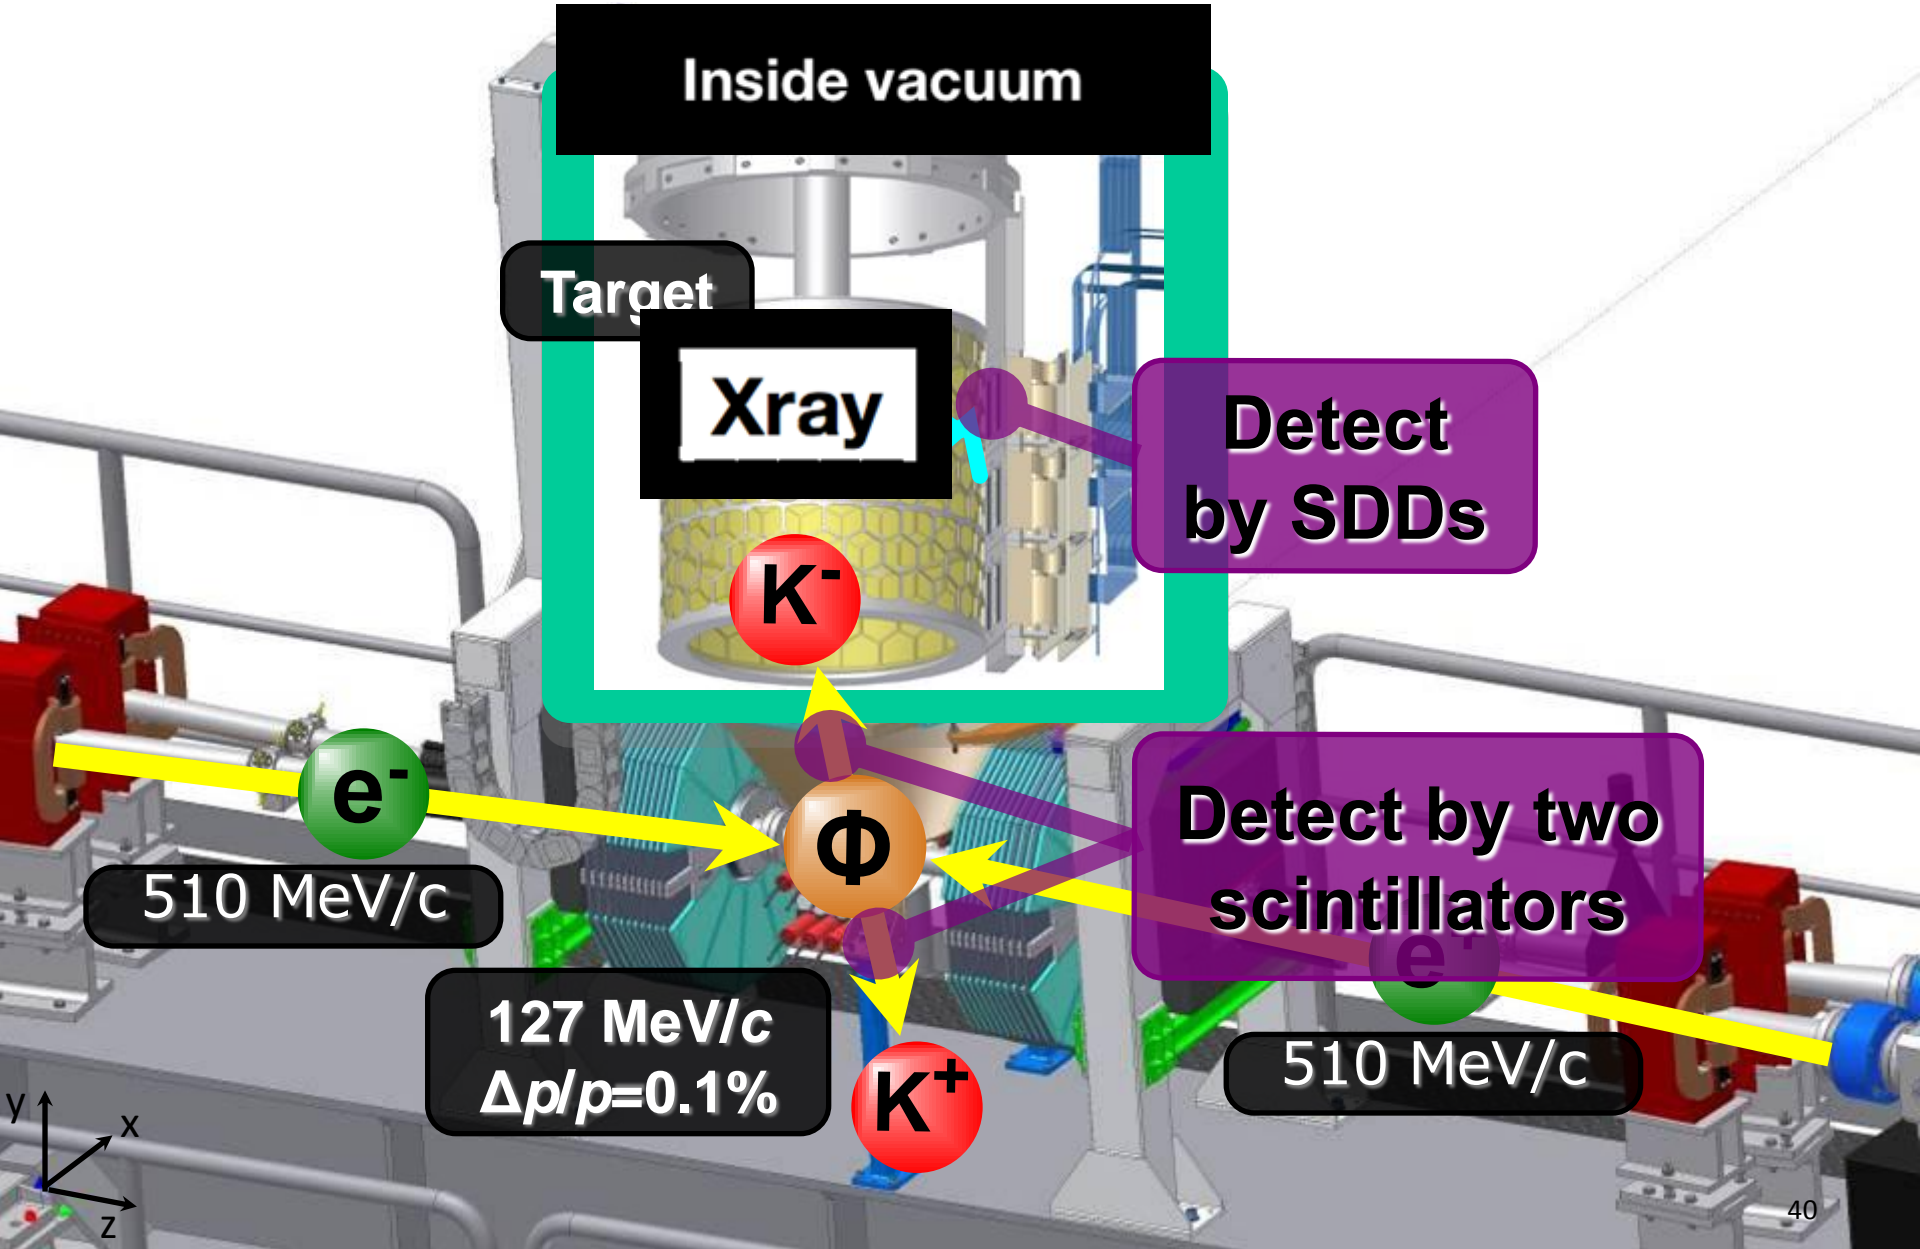 Inside vacuum
Target
Xray
Detect
by SDDs
K-
e-
510 MeV/c
Φ
Detect by two
scintillators
e+
510 MeV/c
127 MeV/c
Δp/p=0.1%
K+
y
x
z
40